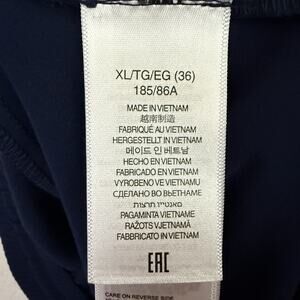 XL/TG/EG (36)
185/86A
MADE IN VIETNAM
越南制造
FABRIQUÉ AU VIETNAM
HERGESTELLT IN VIETNAM
메이드 인 베트남
HECHO EN VIETNAM
FABRICADO EN VIETNAM
VYROBENO VE VIETNAMU
СДЕЛАНО ВО ВЬЕТНАМЕ
PAGAMINTA VIETNAME
RAŽOTS VJETNAMĀ
FABBRICATO IN VIETNAM
EAC
CARE ON REVERSE SIDE